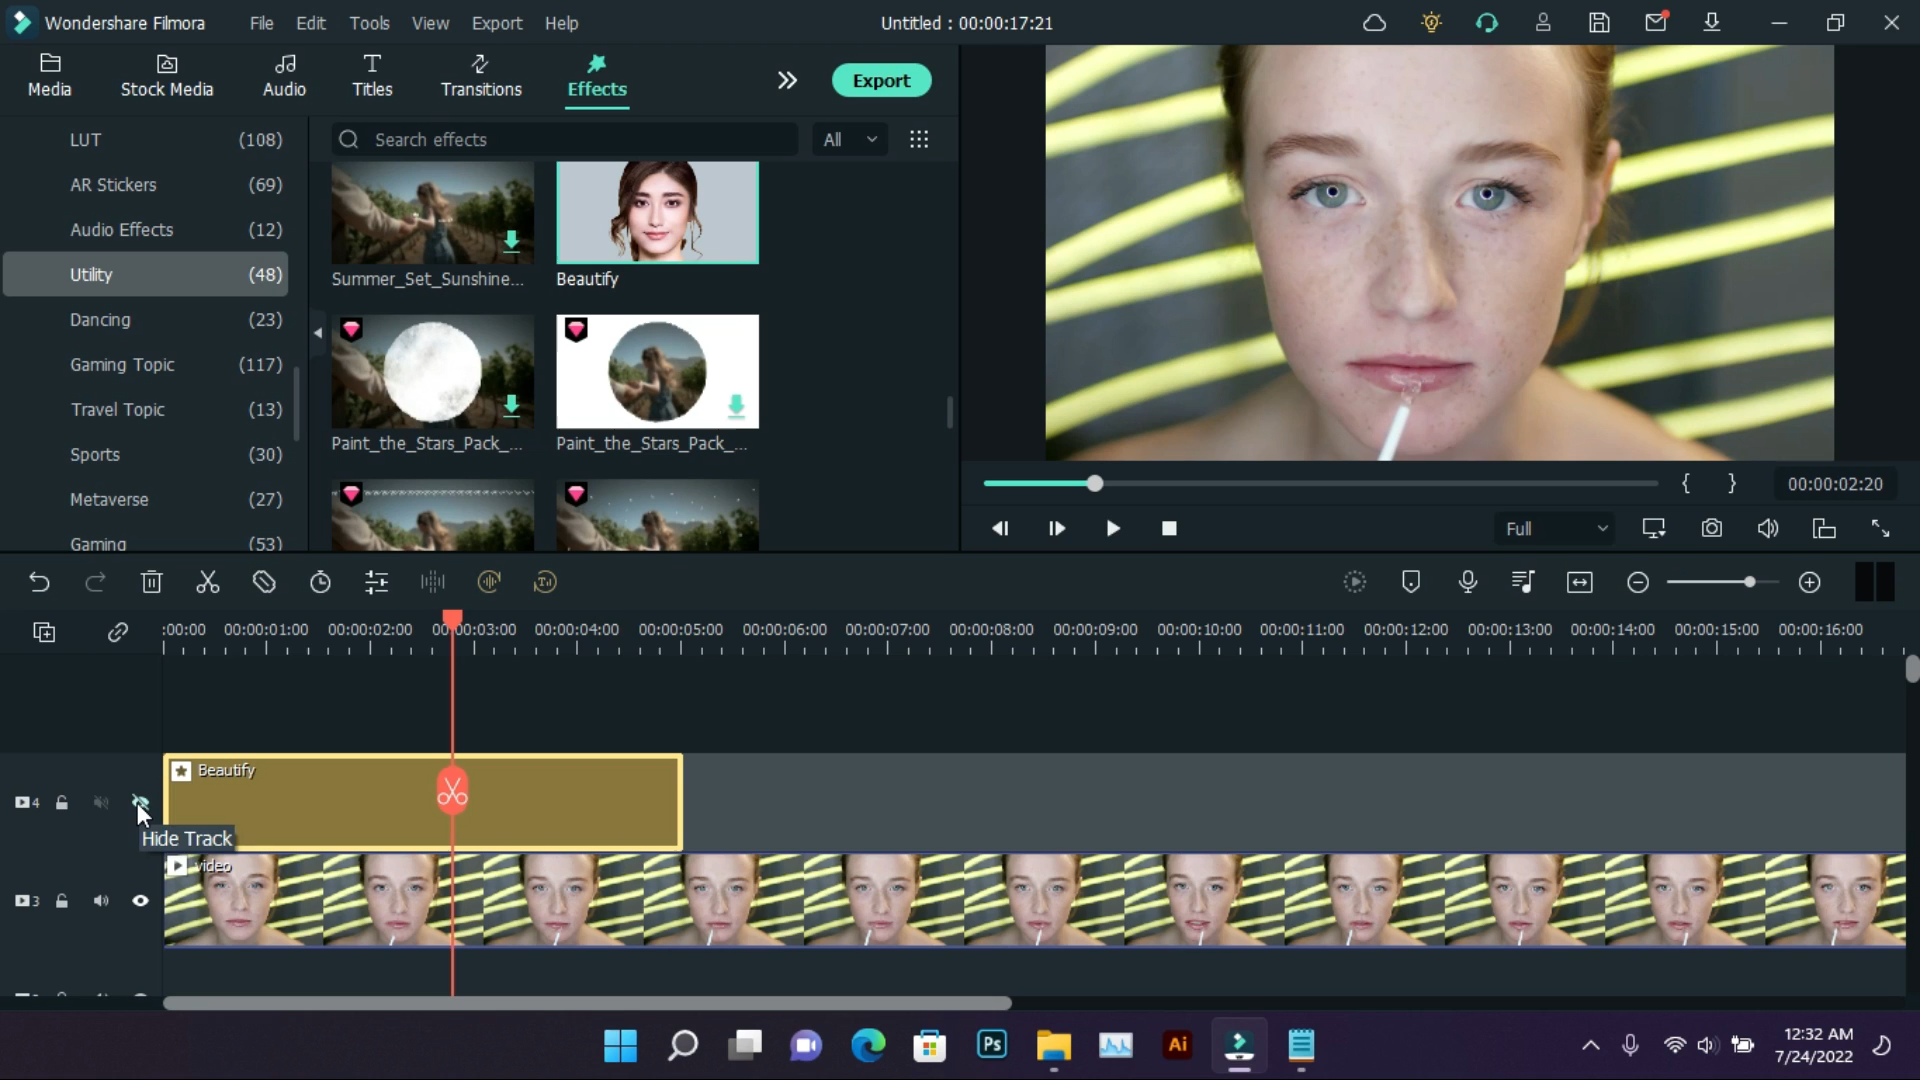 Wondershare Filmora File Edit Tools View Export Help Untitled : 00:00:17:21
Media Stock Media Audio Titles Transitions Effects Export
LUT (108)
AR Stickers (69)
Audio Effects (12)
Utility (48)
Dancing (23)
Gaming Topic (117)
Travel Topic (13)
Sports (30)
Metaverse (27)
Gaming (53)
Search effects All
Summer_Set_Sunshine... Beautify
Paint_the_Stars_Pack_... Paint_the_Stars_Pack_...
{ } 00:00:02:20
Full
:00:00 00:00:01:00 00:00:02:00 00:00:03:00 00:00:04:00 00:00:05:00 00:00:06:00 00:00:07:00 00:00:08:00 00:00:09:00 00:00:10:00 00:00:11:00 00:00:12:00 00:00:13:00 00:00:14:00 00:00:15:00 00:00:16:00
Beautify
4
Hide Track
video
3
Ps Ai
12:32 AM
7/24/2022